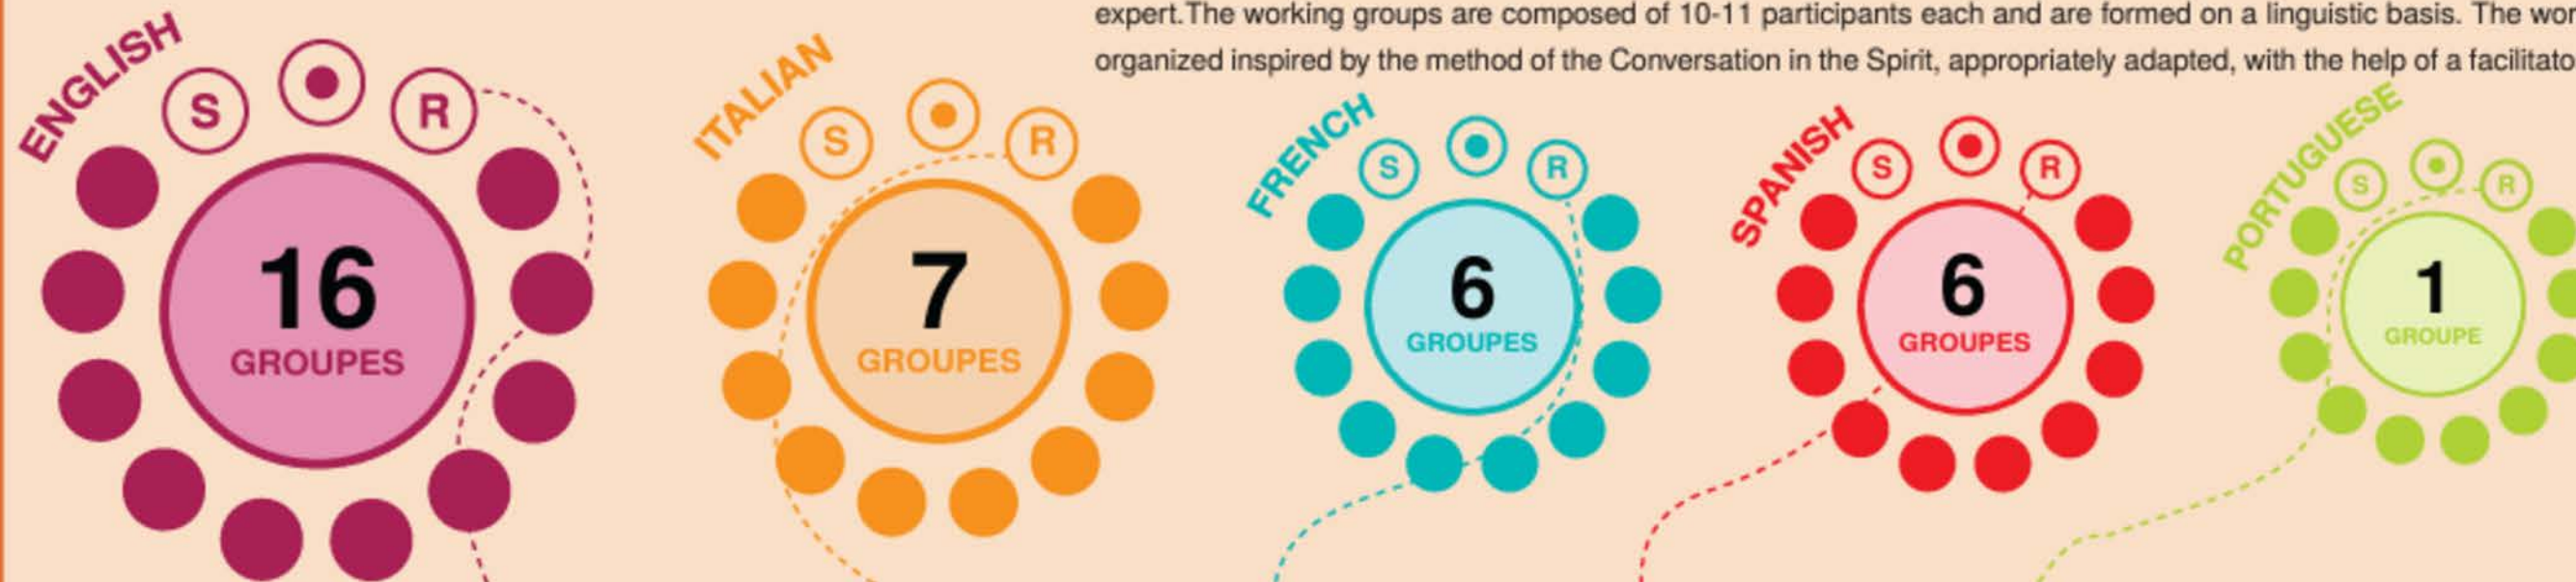 expert.The working groups are composed of 10-11 participants each and are formed on a linguistic basis. The
organized inspired by the method of the Conversation in the Spirit, appropriately adapted, with the help of a
ENGLISH
S R
16
GROUPES
ITALIAN
S R
7
GROUPES
FRENCH
S R
6
GROUPES
SPANISH
S R
6
GROUPES
PORTUGUESE
S R
1
GROUPE